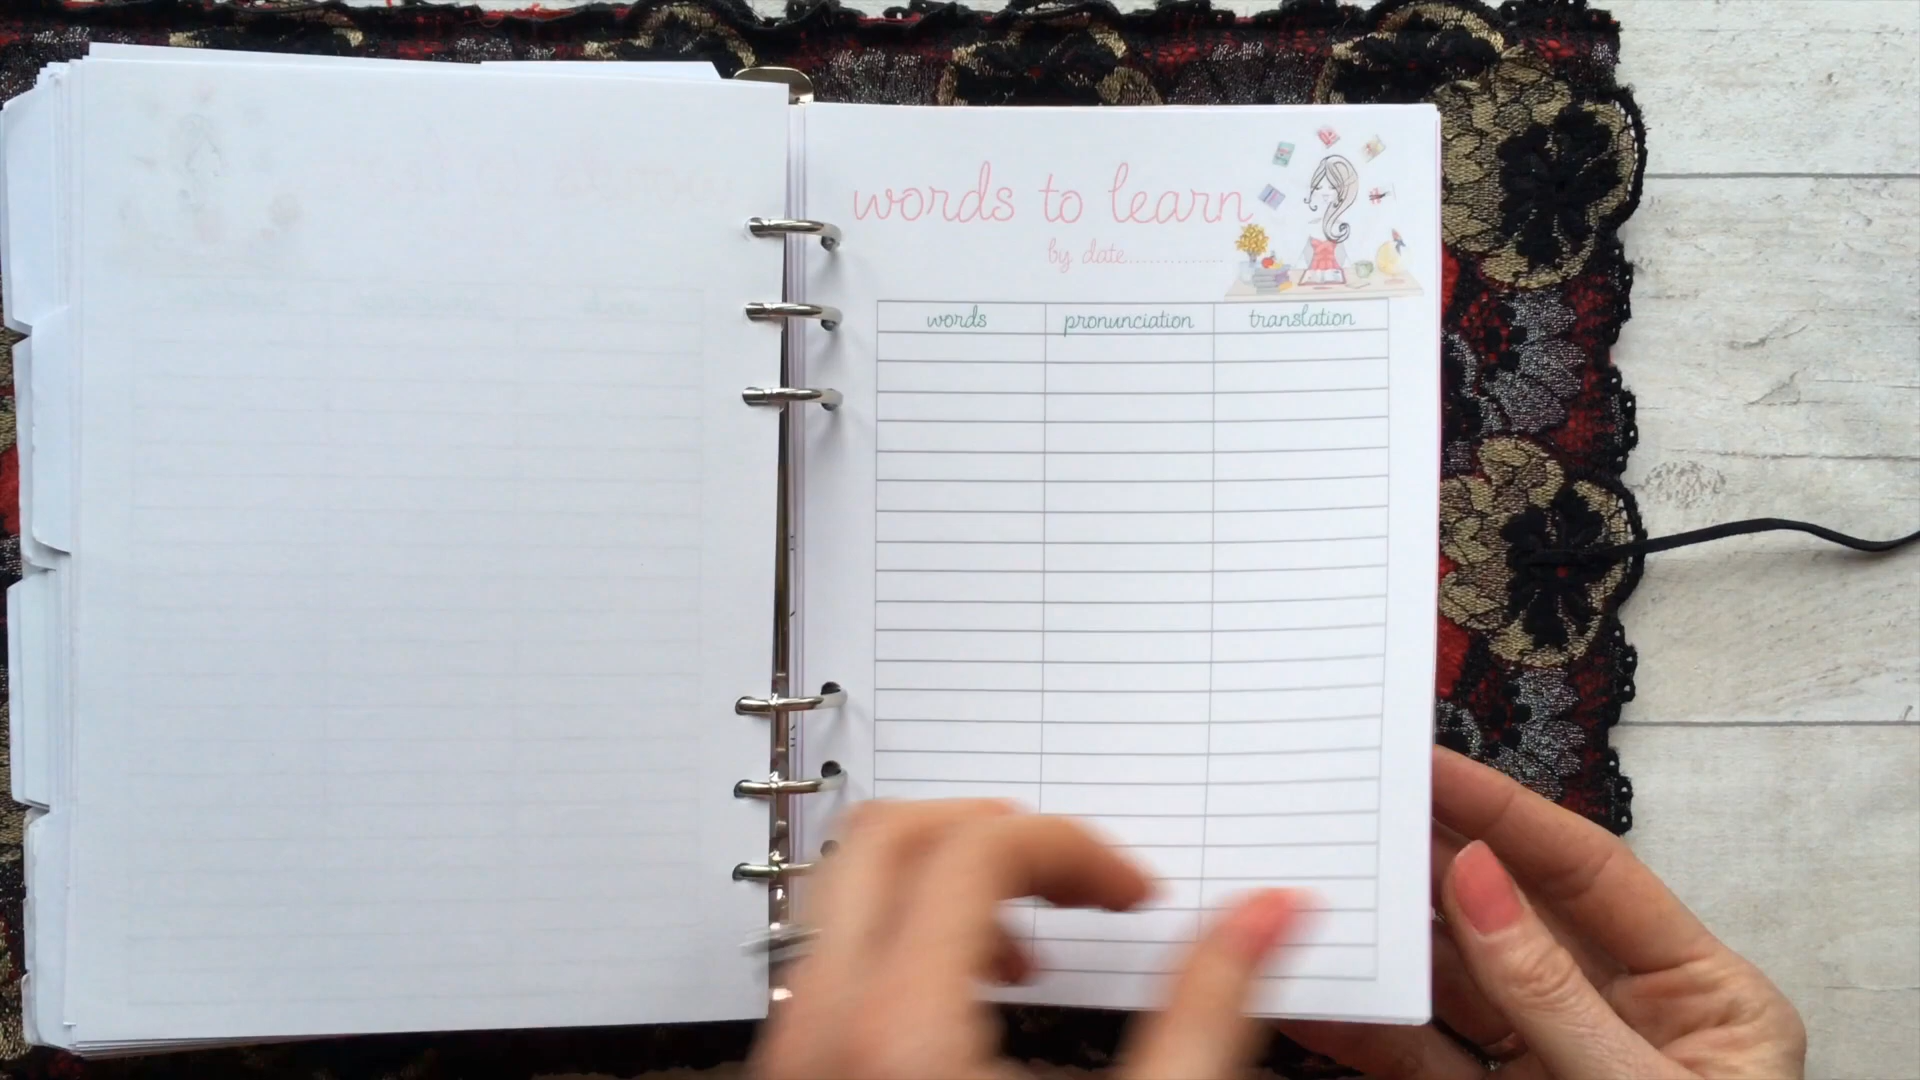 words to learn
by date..............
words pronunciation translation